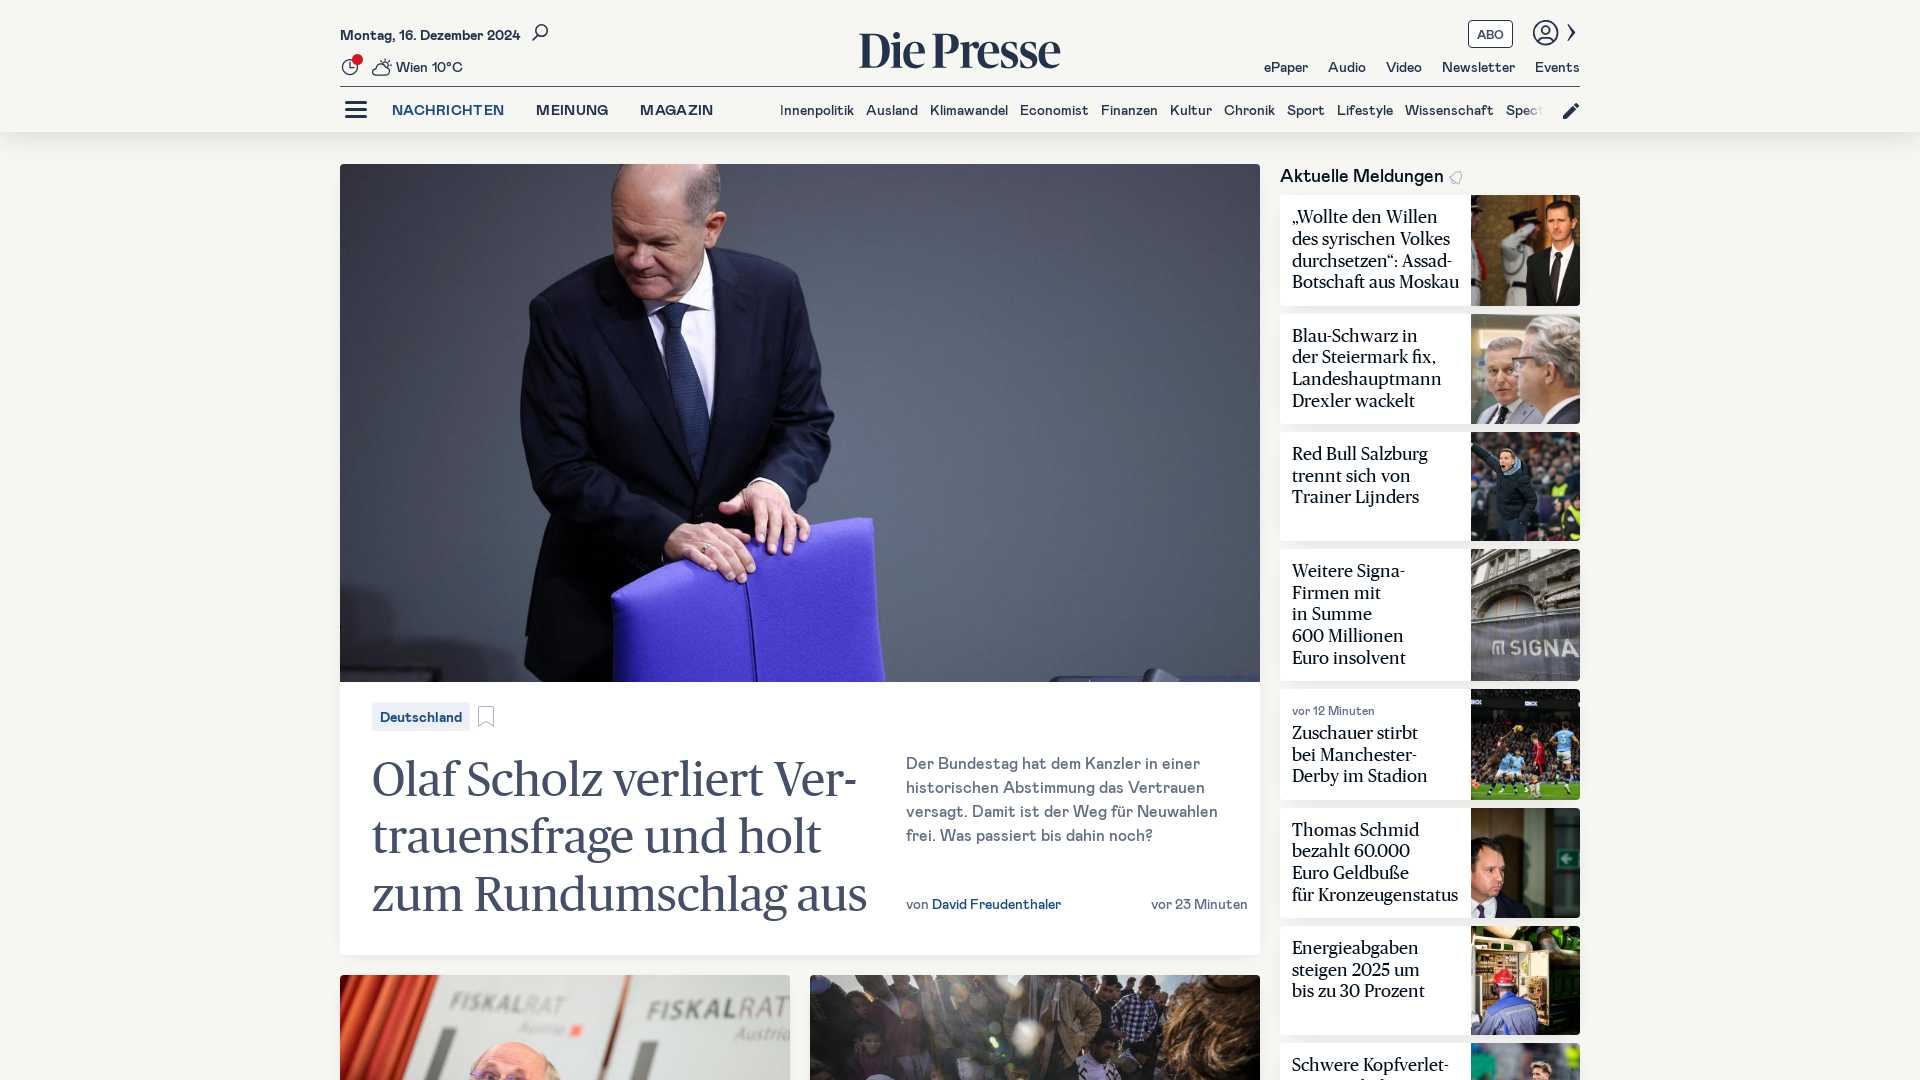 Montag, 16. Dezember 2024
Wien 10°C
Die Presse
ABO
ePaper
Audio
Video
Newsletter
Events
NACHRICHTEN
MEINUNG
MAGAZIN
Innenpolitik
Ausland
Klimawandel
Economist
Finanzen
Kultur
Chronik
Sport
Lifestyle
Wissenschaft
Deutschland
Olaf Scholz verliert Ver-
trauensfrage und holt
zum Rundumschlag aus
Der Bundestag hat dem Kanzler in einer
historischen Abstimmung das Vertrauen
versagt. Damit ist der Weg für Neuwahlen
frei. Was passiert bis dahin noch?
von David Freudenthaler
vor 23 Minuten
FISKALRAT
Austria
FISKALRAT
Austria
Aktuelle Meldungen
„Wollte den Willen
des syrischen Volkes
durchsetzen“: Assad-
Botschaft aus Moskau
Blau-Schwarz in
der Steiermark fix,
Landeshauptmann
Drexler wackelt
Red Bull Salzburg
trennt sich von
Trainer Lijnders
Weitere Signa-
Firmen mit
in Summe
600 Millionen
Euro insolvent
SIGNA
vor 12 Minuten
Zuschauer stirbt
bei Manchester-
Derby im Stadion
Thomas Schmid
bezahlt 60.000
Euro Geldbuße
für Kronzeugenstatus
Energieabgaben
steigen 2025 um
bis zu 30 Prozent
Schwere Kopfverlet-